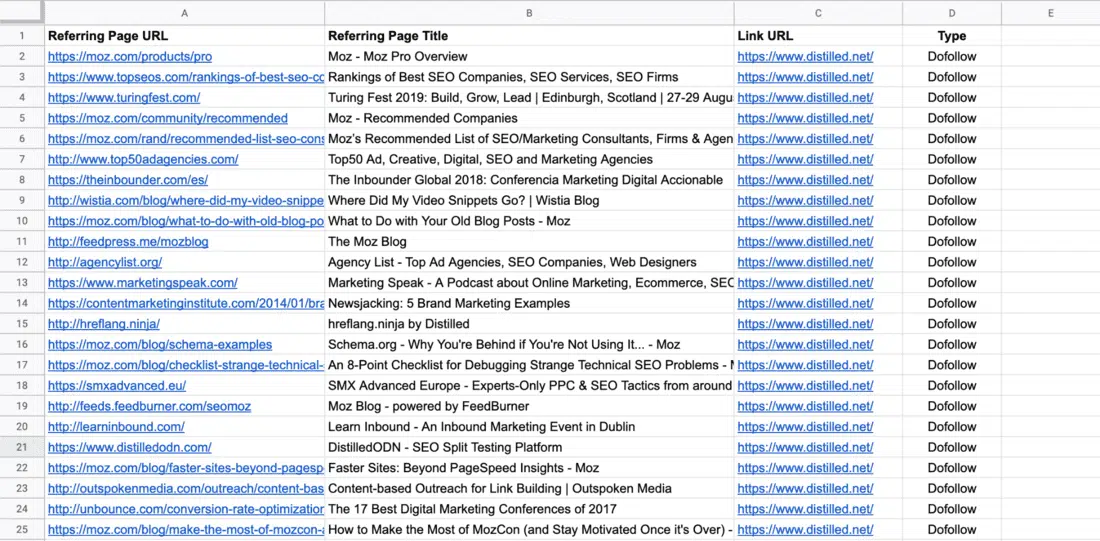 A B C D E
1 Referring Page URL Referring Page Title Link URL Type
2 https://moz.com/products/pro Moz - Moz Pro Overview https://www.distilled.net/ Dofollow
3 https://www.topseos.com/rankings-of-best-seo-co Rankings of Best SEO Companies, SEO Services, SEO Firms https://www.distilled.net/ Dofollow
4 https://www.turingfest.com/ Turing Fest 2019: Build, Grow, Lead | Edinburgh, Scotland | 27-29 Augu https://www.distilled.net/ Dofollow
5 https://moz.com/community/recommended Moz - Recommended Companies https://www.distilled.net/ Dofollow
6 https://moz.com/rand/recommended-list-seo-cons Moz's Recommended List of SEO/Marketing Consultants, Firms & Agen https://www.distilled.net/ Dofollow
7 http://www.top50adagencies.com/ Top50 Ad, Creative, Digital, SEO and Marketing Agencies https://www.distilled.net/ Dofollow
8 https://theinbounder.com/es/ The Inbounder Global 2018: Conferencia Marketing Digital Accionable https://www.distilled.net/ Dofollow
9 http://wistia.com/blog/where-did-my-video-snippe Where Did My Video Snippets Go? | Wistia Blog https://www.distilled.net/ Dofollow
10 https://moz.com/blog/what-to-do-with-old-blog-po What to Do with Your Old Blog Posts - Moz https://www.distilled.net/ Dofollow
11 http://feedpress.me/mozblog The Moz Blog https://www.distilled.net/ Dofollow
12 http://agencylist.org/ Agency List - Top Ad Agencies, SEO Companies, Web Designers https://www.distilled.net/ Dofollow
13 https://www.marketingspeak.com/ Marketing Speak - A Podcast about Online Marketing, Ecommerce, SEO https://www.distilled.net/ Dofollow
14 https://contentmarketinginstitute.com/2014/01/bra Newsjacking: 5 Brand Marketing Examples https://www.distilled.net/ Dofollow
15 http://hreflang.ninja/ hreflang.ninja by Distilled https://www.distilled.net/ Dofollow
16 https://moz.com/blog/schema-examples Schema.org - Why You're Behind if You're Not Using It... - Moz https://www.distilled.net/ Dofollow
17 https://moz.com/blog/checklist-strange-technical- An 8-Point Checklist for Debugging Strange Technical SEO Problems - M https://www.distilled.net/ Dofollow
18 https://smxadvanced.eu/ SMX Advanced Europe - Experts-Only PPC & SEO Tactics from around https://www.distilled.net/ Dofollow
19 http://feeds.feedburner.com/seomoz Moz Blog - powered by FeedBurner https://www.distilled.net/ Dofollow
20 http://learninbound.com/ Learn Inbound - An Inbound Marketing Event in Dublin https://www.distilled.net/ Dofollow
21 https://www.distilledodn.com/ DistilledODN - SEO Split Testing Platform https://www.distilled.net/ Dofollow
22 https://moz.com/blog/faster-sites-beyond-pagesp Faster Sites: Beyond PageSpeed Insights - Moz https://www.distilled.net/ Dofollow
23 http://outspokenmedia.com/outreach/content-bas Content-based Outreach for Link Building | Outspoken Media https://www.distilled.net/ Dofollow
24 http://unbounce.com/conversion-rate-optimization The 17 Best Digital Marketing Conferences of 2017 https://www.distilled.net/ Dofollow
25 https://moz.com/blog/make-the-most-of-mozcon-a How to Make the Most of MozCon (and Stay Motivated Once it's Over) - https://www.distilled.net/ Dofollow